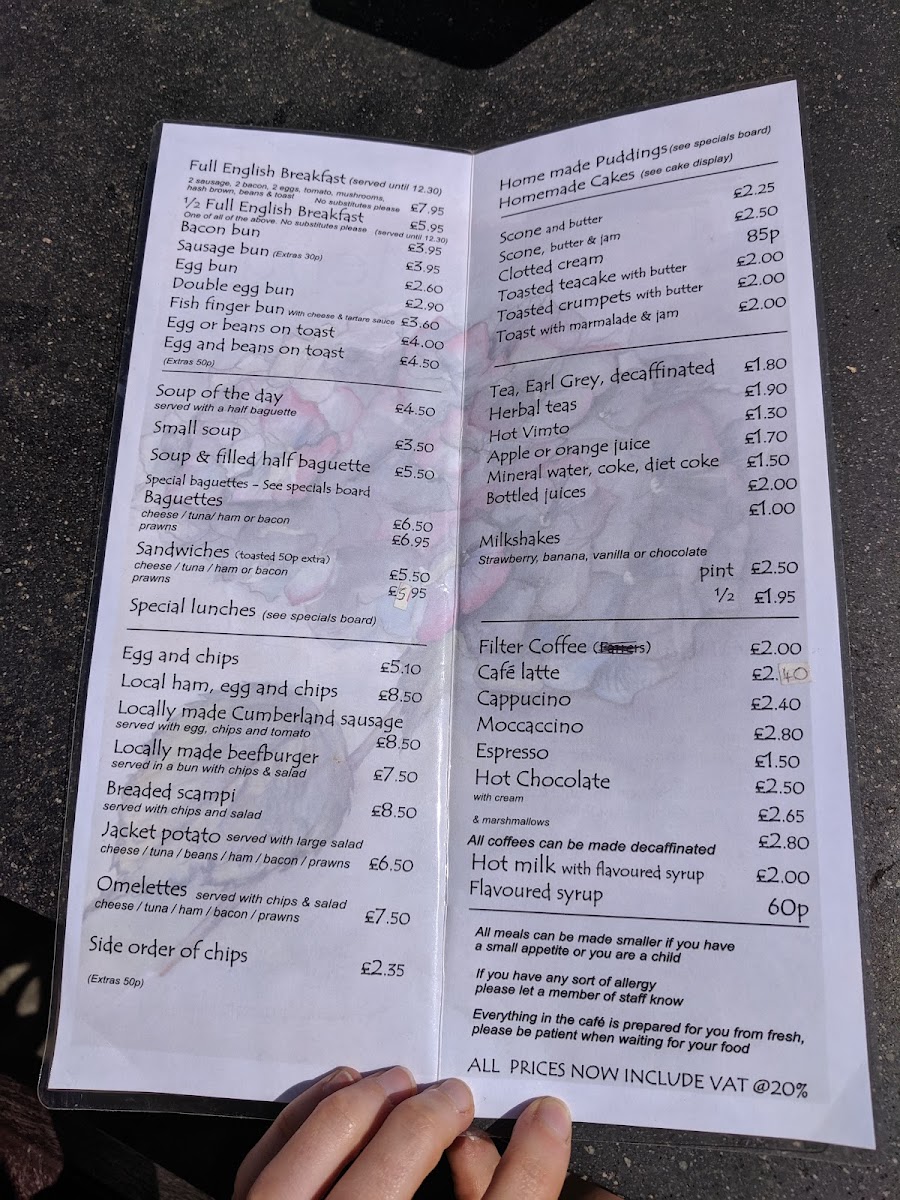 Full English Breakfast (served until 12.30)
2 sausage, 2 bacon, 2 eggs, tomato, mushrooms,
hash brown, beans & toast No substitutes please £7.95
½ Full English Breakfast £5.95
One of all of the above. No substitutes please (served until 12.30)
Bacon bun £3.95
Sausage bun (Extras 30p) £3.95
Egg bun £2.60
Double egg bun £2.90
Fish finger bun with cheese & tartare sauce £3.60
Egg or beans on toast £4.00
Egg and beans on toast £4.50
(Extras 50p)
Soup of the day £4.50
served with a half baguette
Small soup £3.50
Soup & filled half baguette £5.50
Special baguettes - See specials board
Baguettes
cheese / tuna/ ham or bacon £6.50
prawns £6.95
Sandwiches (toasted 50p extra)
cheese / tuna / ham or bacon £5.50
prawns £5.95
Special lunches (see specials board)
Egg and chips £5.10
Local ham, egg and chips £8.50
Locally made Cumberland sausage
served with egg, chips and tomato £8.50
Locally made beefburger
served in a bun with chips & salad £7.50
Breaded scampi
served with chips and salad £8.50
Jacket potato served with large salad
cheese / tuna / beans / ham / bacon / prawns £6.50
Omelettes served with chips & salad
cheese / tuna / ham / bacon / prawns £7.50
Side order of chips £2.35
(Extras 50p)
Home made Puddings (see specials board)
Homemade Cakes (see cake display)
Scone and butter £2.25
Scone, butter & jam £2.50
Clotted cream 85p
Toasted teacake with butter £2.00
Toasted crumpets with butter £2.00
Toast with marmalade & jam £2.00
Tea, Earl Grey, decaffinated £1.80
Herbal teas £1.90
Hot Vimto £1.30
Apple or orange juice £1.70
Mineral water, coke, diet coke £1.50
Bottled juices £2.00
£1.00
Milkshakes
Strawberry, banana, vanilla or chocolate
pint £2.50
½ £1.95
Filter Coffee (Farrers) £2.00
Café latte £2.40
Cappucino £2.40
Moccaccino £2.80
Espresso £1.50
Hot Chocolate £2.50
with cream £2.65
& marshmallows £2.80
All coffees can be made decaffinated
Hot milk with flavoured syrup £2.00
Flavoured syrup 60p
All meals can be made smaller if you have
a small appetite or you are a child
If you have any sort of allergy
please let a member of staff know
Everything in the café is prepared for you from fresh,
please be patient when waiting for your food
ALL PRICES NOW INCLUDE VAT @20%